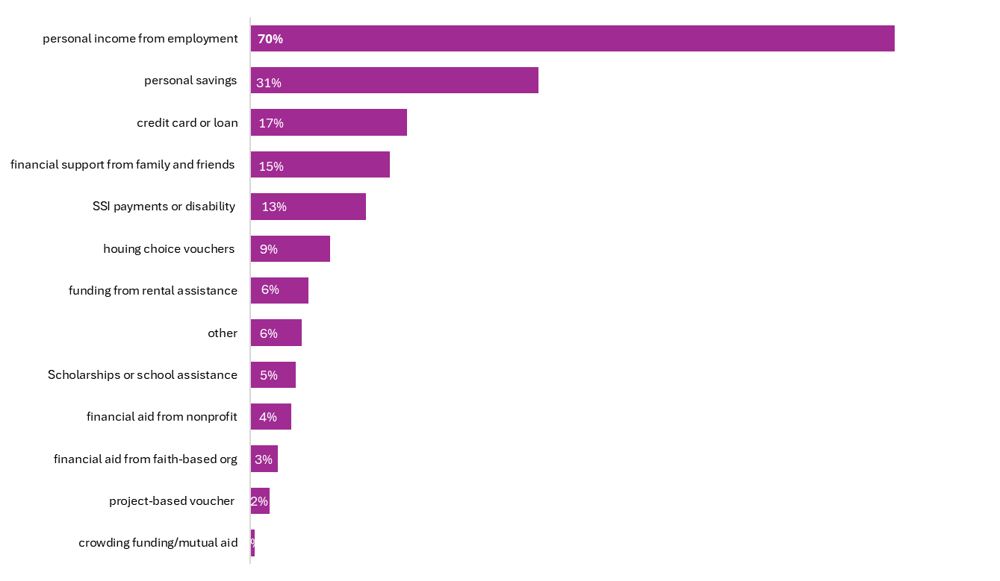 personal income from employment 70%
personal savings 31%
credit card or loan 17%
financial support from family and friends 15%
SSI payments or disability 13%
houing choice vouchers 9%
funding from rental assistance 6%
other 6%
Scholarships or school assistance 5%
financial aid from nonprofit 4%
financial aid from faith-based org 3%
project-based voucher 2%
crowding funding/mutual aid